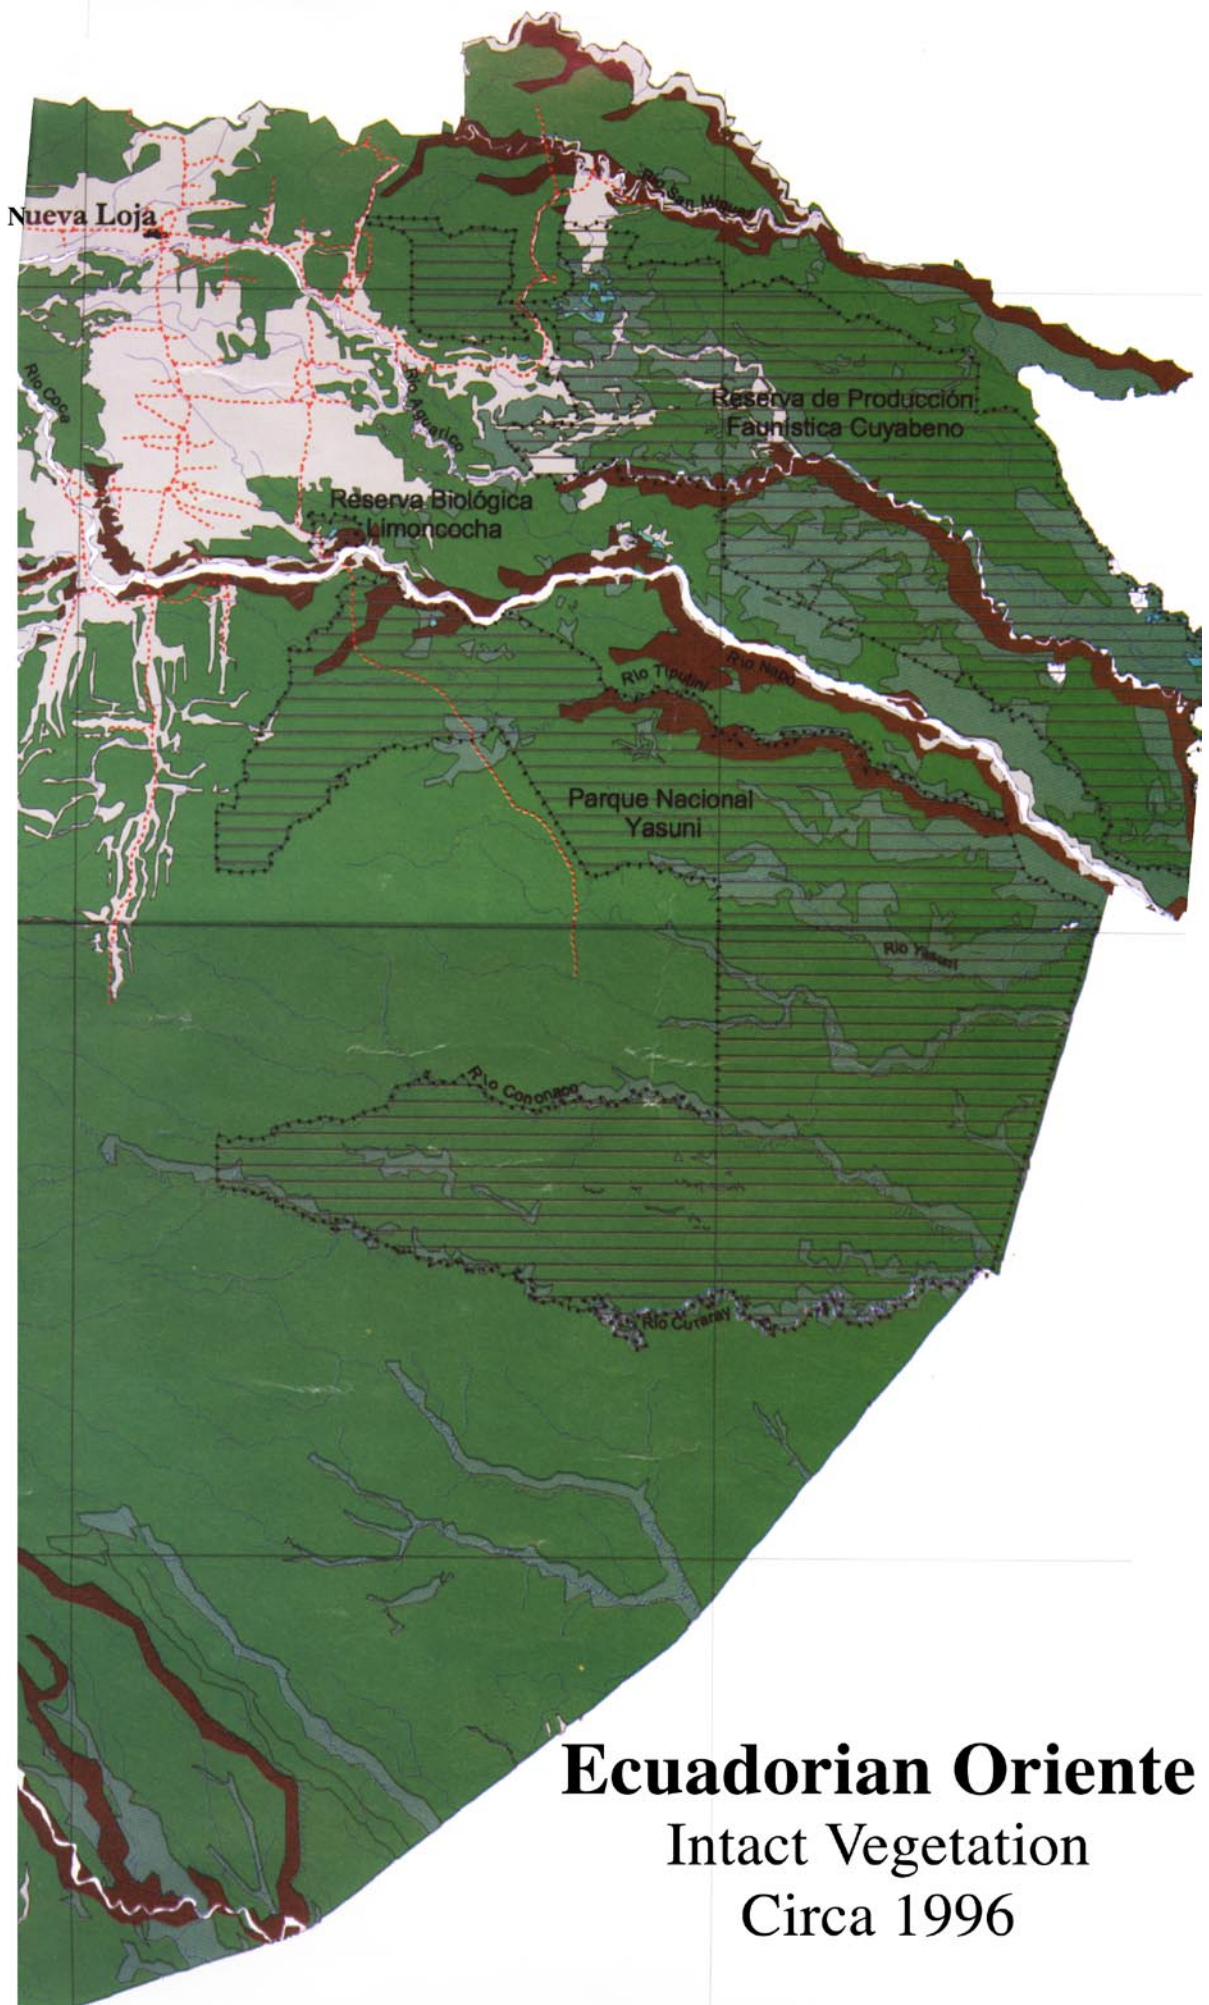 Río San Miguel
Nueva Loja
Río Coca
Río Aguarico
Reserva de Producción
Faunística Cuyabeno
Reserva Biológica
Limoncocha
Río Napo
Río Tiputini
Parque Nacional
Yasuni
Río Yasuní
Río Cononaco
Río Curaray
Ecuadorian Oriente
Intact Vegetation
Circa 1996